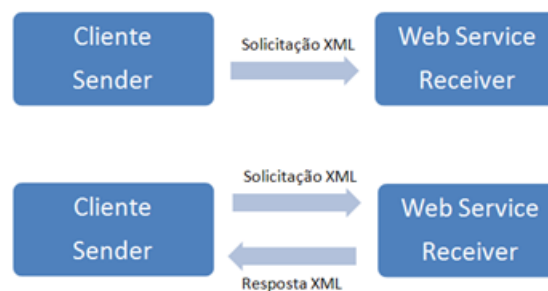 Cliente
Sender
Solicitação XML
Web Service
Receiver
Cliente
Sender
Solicitação XML
Resposta XML
Web Service
Receiver